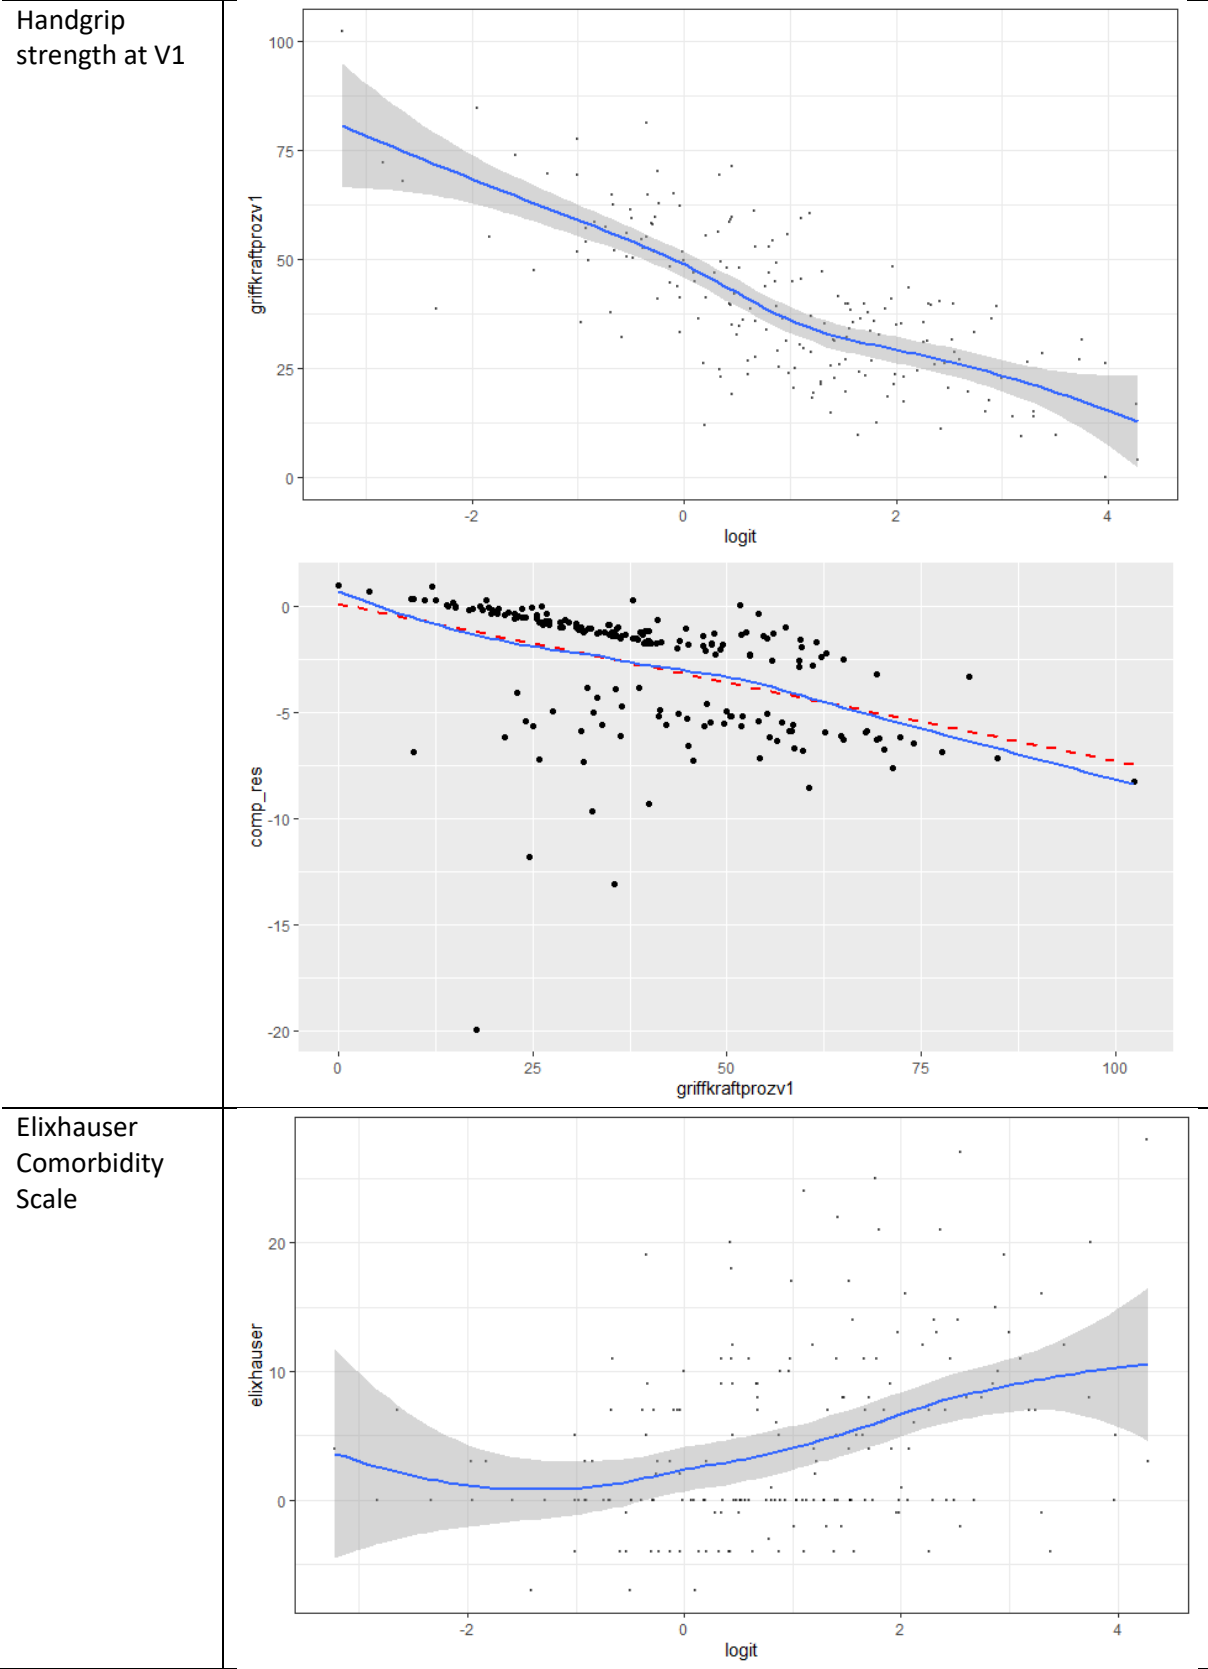 Handgrip
strength at V1
100
75
50
25
0
griffkraftprozv1
-2
0
2
4
logit
0
-5
-10
-15
-20
comp_res
0
25
50
75
100
griffkraftprozv1
Elixhauser
Comorbidity
Scale
20
10
0
elixhauser
-2
0
2
4
logit